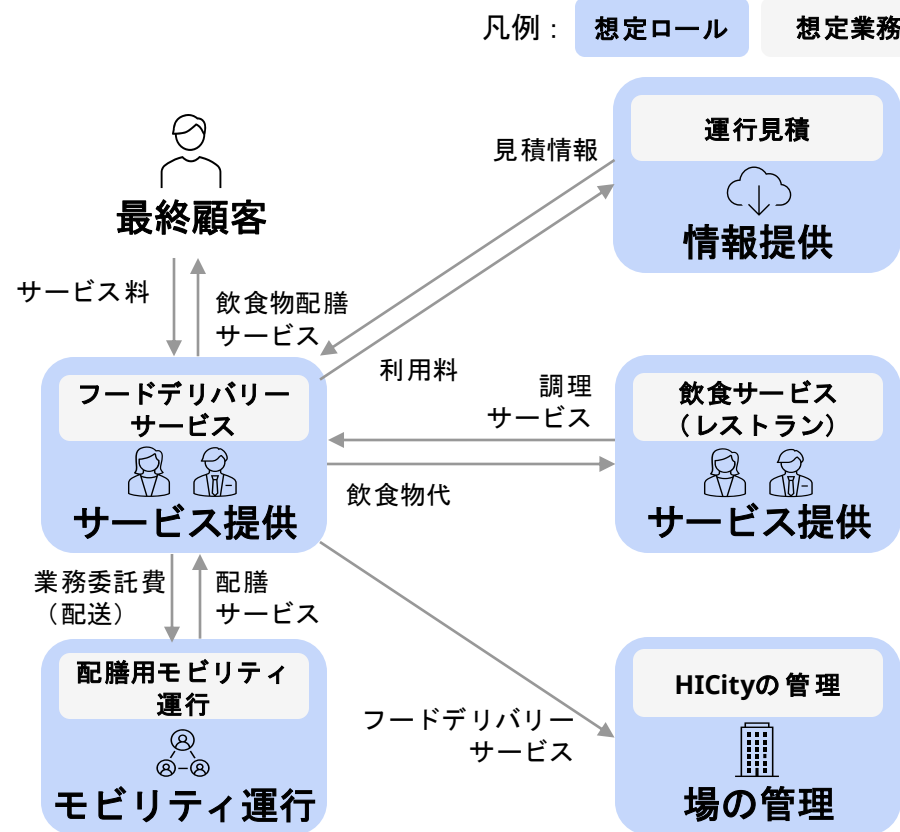 凡例：
想定ロール
想定業務
運行見積
情報提供
見積情報
最終顧客
サービス料
飲食物配膳
サービス
利用料
フードデリバリー
サービス
サービス提供
調理
サービス
飲食物代
飲食サービス
（レストラン）
サービス提供
業務委託費
（配送）
配膳
サービス
フードデリバリー
サービス
配膳用モビリティ
運行
モビリティ運行
HICityの管理
場の管理